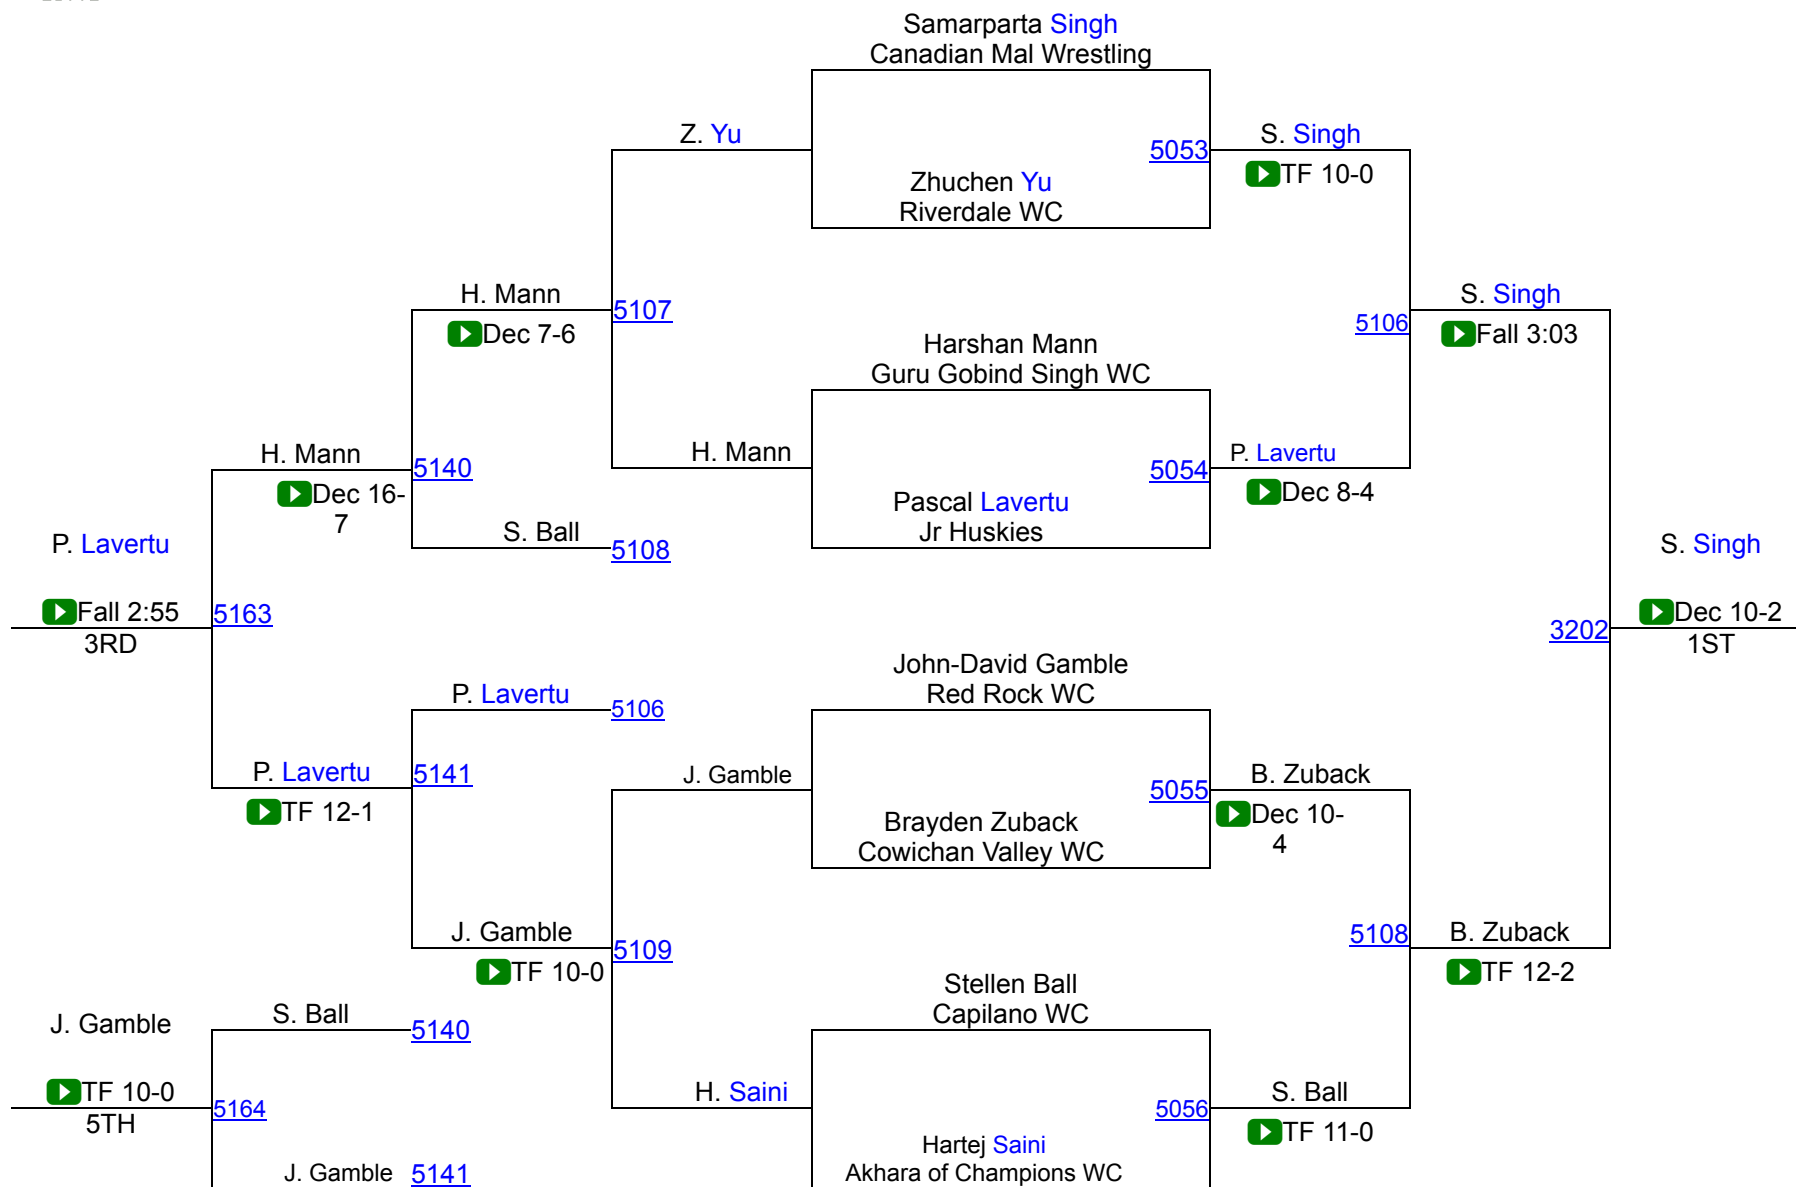 Samarparta Singh
Canadian Mal Wrestling
Z. Yu
5053
S. Singh
TF 10-0
Zhuchen Yu
Riverdale WC
H. Mann
5107
Dec 7-6
S. Singh
5106
Fall 3:03
Harshan Mann
Guru Gobind Singh WC
H. Mann
5140
Dec 16-
7
H. Mann
5054
P. Lavertu
Dec 8-4
Pascal Lavertu
Jr Huskies
S. Ball
5108
P. Lavertu
Fall 2:55
3RD
5163
S. Singh
3202
Dec 10-2
1ST
John-David Gamble
Red Rock WC
P. Lavertu
5106
P. Lavertu
5141
TF 12-1
J. Gamble
5055
B. Zuback
Dec 10-
4
Brayden Zuback
Cowichan Valley WC
J. Gamble
5109
TF 10-0
5108
B. Zuback
TF 12-2
Stellen Ball
Capilano WC
J. Gamble
S. Ball
5140
TF 10-0
5TH
5164
H. Saini
5056
S. Ball
TF 11-0
Hartej Saini
Akhara of Champions WC
J. Gamble
5141